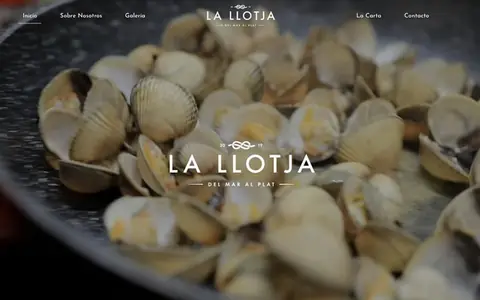 Inicio Sobre Nosotros Galeria LA LLOTJA La Carta Contacto
DEL MAR AL PLAT
LA LLOTJA
DEL MAR AL PLAT